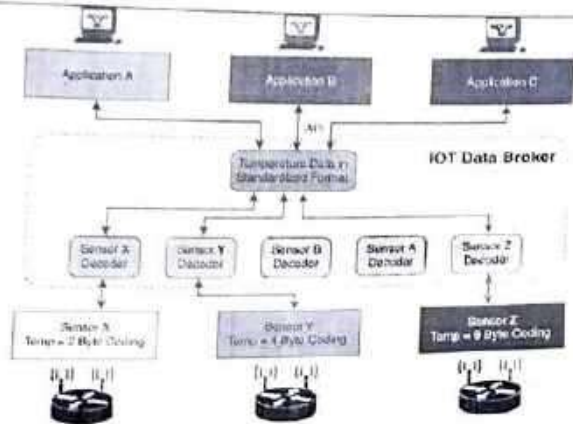 Application A
Application B
Application C
API
Temperature Data in
Standardized Format
IOT Data Broker
Sensor X
Decoder
Sensor Y
Decoder
Sensor B
Decoder
Sensor A
Decoder
Sensor Z
Decoder
Sensor X
Temp = 2 Byte Coding
Sensor Y
Temp = 4 Byte Coding
Sensor Z
Temp = 8 Byte Coding